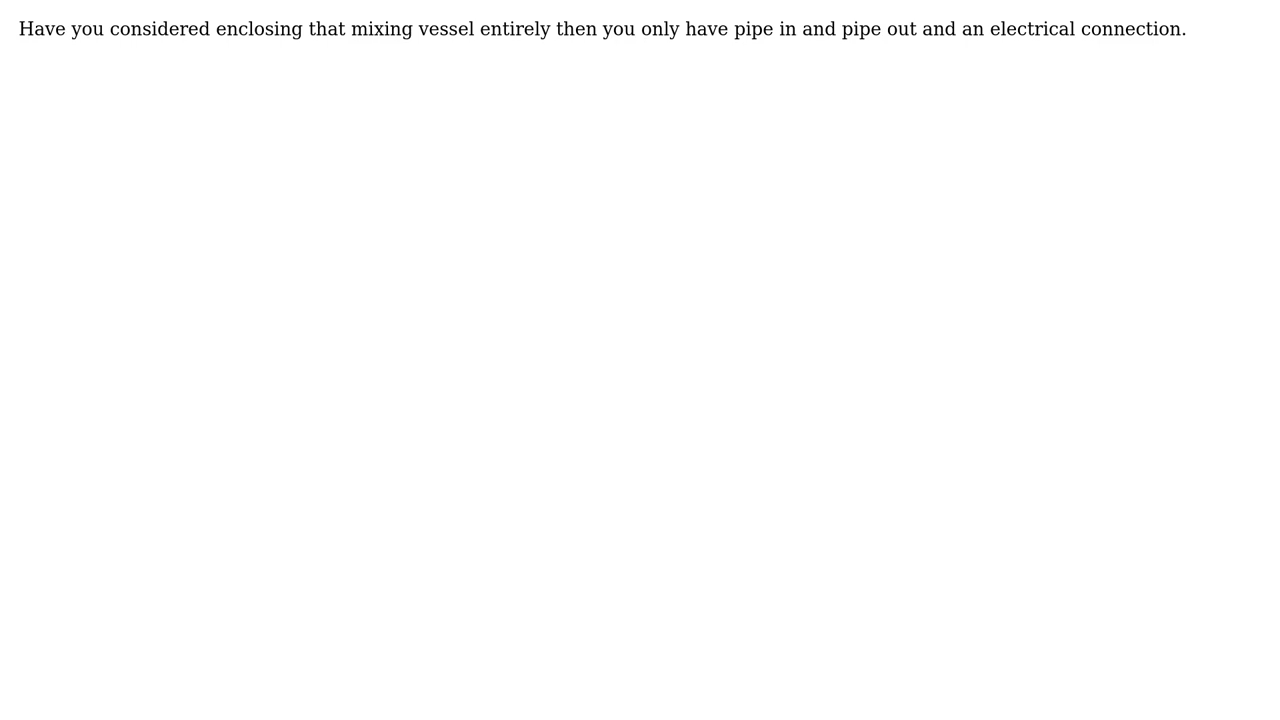 Have you considered enclosing that mixing vessel entirely then you only have pipe in and pipe out and an electrical connection.